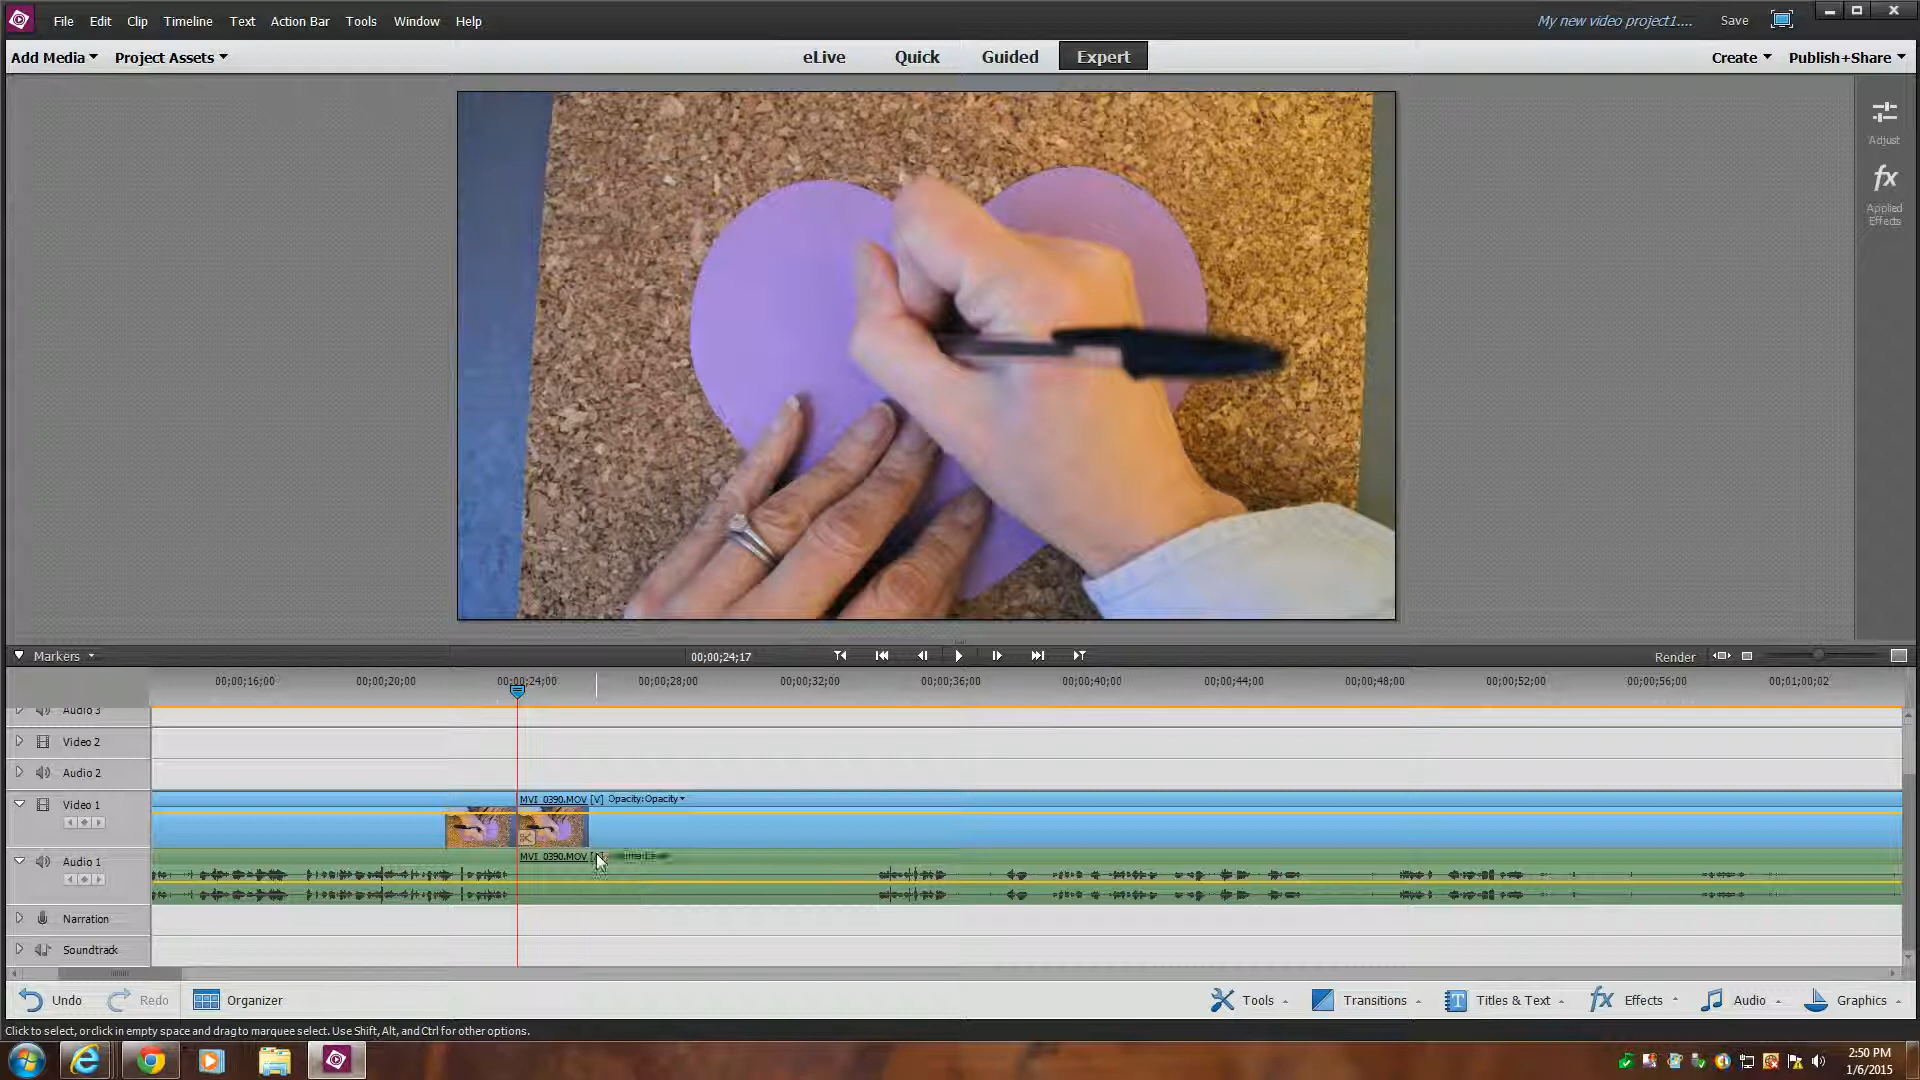 File Edit Clip Timeline Text Action Bar Tools Window Help
My new video project1.... Save
Add Media Project Assets
eLive Quick Guided Expert
Create Publish+Share
Adjust
fx
Applied
Effects
Markers
00;00;24;17
Render
00;00;16;00 00;00;20;00 00;00;24;00 00;00;28;00 00;00;32;00 00;00;36;00 00;00;40;00 00;00;44;00 00;00;48;00 00;00;52;00 00;00;56;00 00;01;00;02
Audio 3
Video 2
Audio 2
Video 1
MVI_0390.MOV [V] Opacity:Opacity
Audio 1
MVI_0390.MOV
Narration
Soundtrack
Undo Redo Organizer
Tools Transitions T Titles & Text fx Effects Audio Graphics
Click to select, or click in empty space and drag to marquee select. Use Shift, Alt, and Ctrl for other options.
2:50 PM
1/6/2015